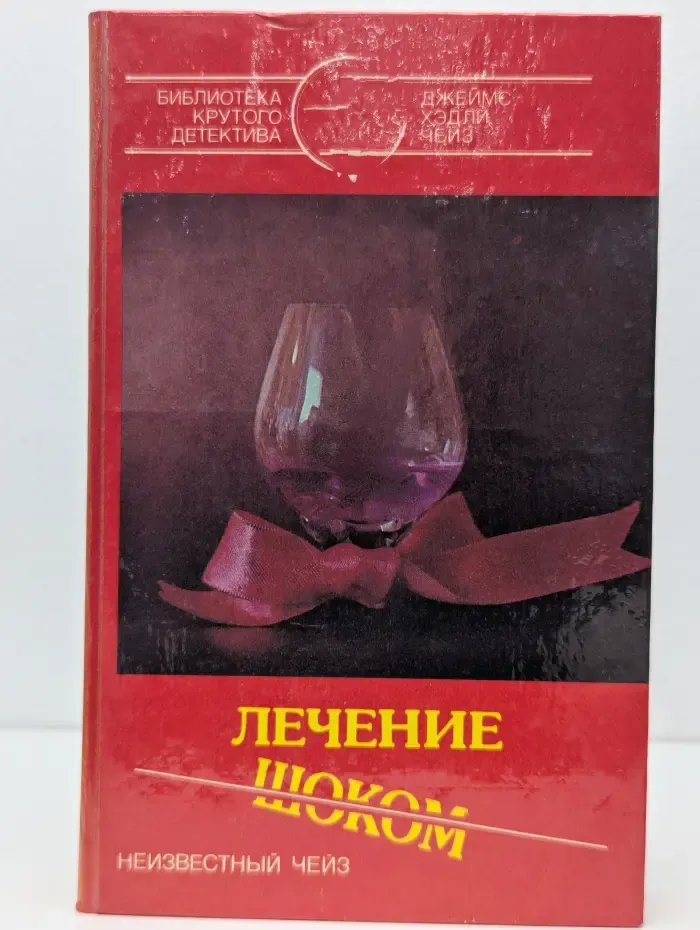 БИБЛИОТЕКА
КРУТОГО
ДЕТЕКТИВА
ДЖЕЙМС
ХЭДЛИ
ЧЕЙЗ
ЛЕЧЕНИЕ
ШОКОМ
НЕИЗВЕСТНЫЙ ЧЕЙЗ